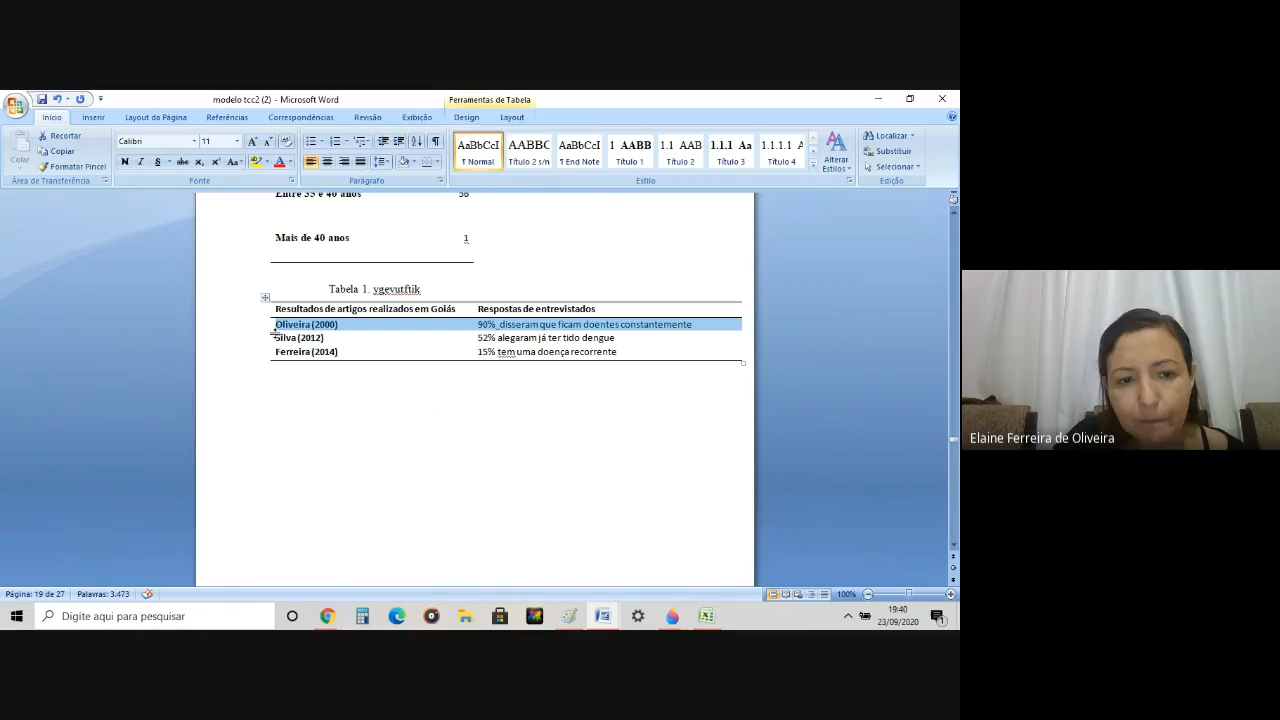 modelo tcc2 (2) - Microsoft Word
Ferramentas de Tabela
Início Inserir Layout da Página Referências Correspondências Revisão Exibição Design Layout
Colar
Recortar
Copiar
Formatar Pincel
Área de Transferência
Calibri 11
Fonte
Parágrafo
AaBbCcI AABBC AaBbCcI 1 AABB 1.1 AAB 1.1.1 Aa 1.1.1.1 A
¶ Normal Título 2 s/n ¶ End Note Título 1 Título 2 Título 3 Título 4
Alterar Estilos
Estilo
Localizar
Substituir
Selecionar
Edição
Entre 35 e 40 anos 56
Mais de 40 anos 1
Tabela 1. ygevutftik
Resultados de artigos realizados em Goiás Respostas de entrevistados
Oliveira (2000) 90% disseram que ficam doentes constantemente
Silva (2012) 52% alegaram já ter tido dengue
Ferreira (2014) 15% tem uma doença recorrente
Elaine Ferreira de Oliveira
Página: 19 de 27 Palavras: 3.473 100%
Digite aqui para pesquisar
19:40
23/09/2020